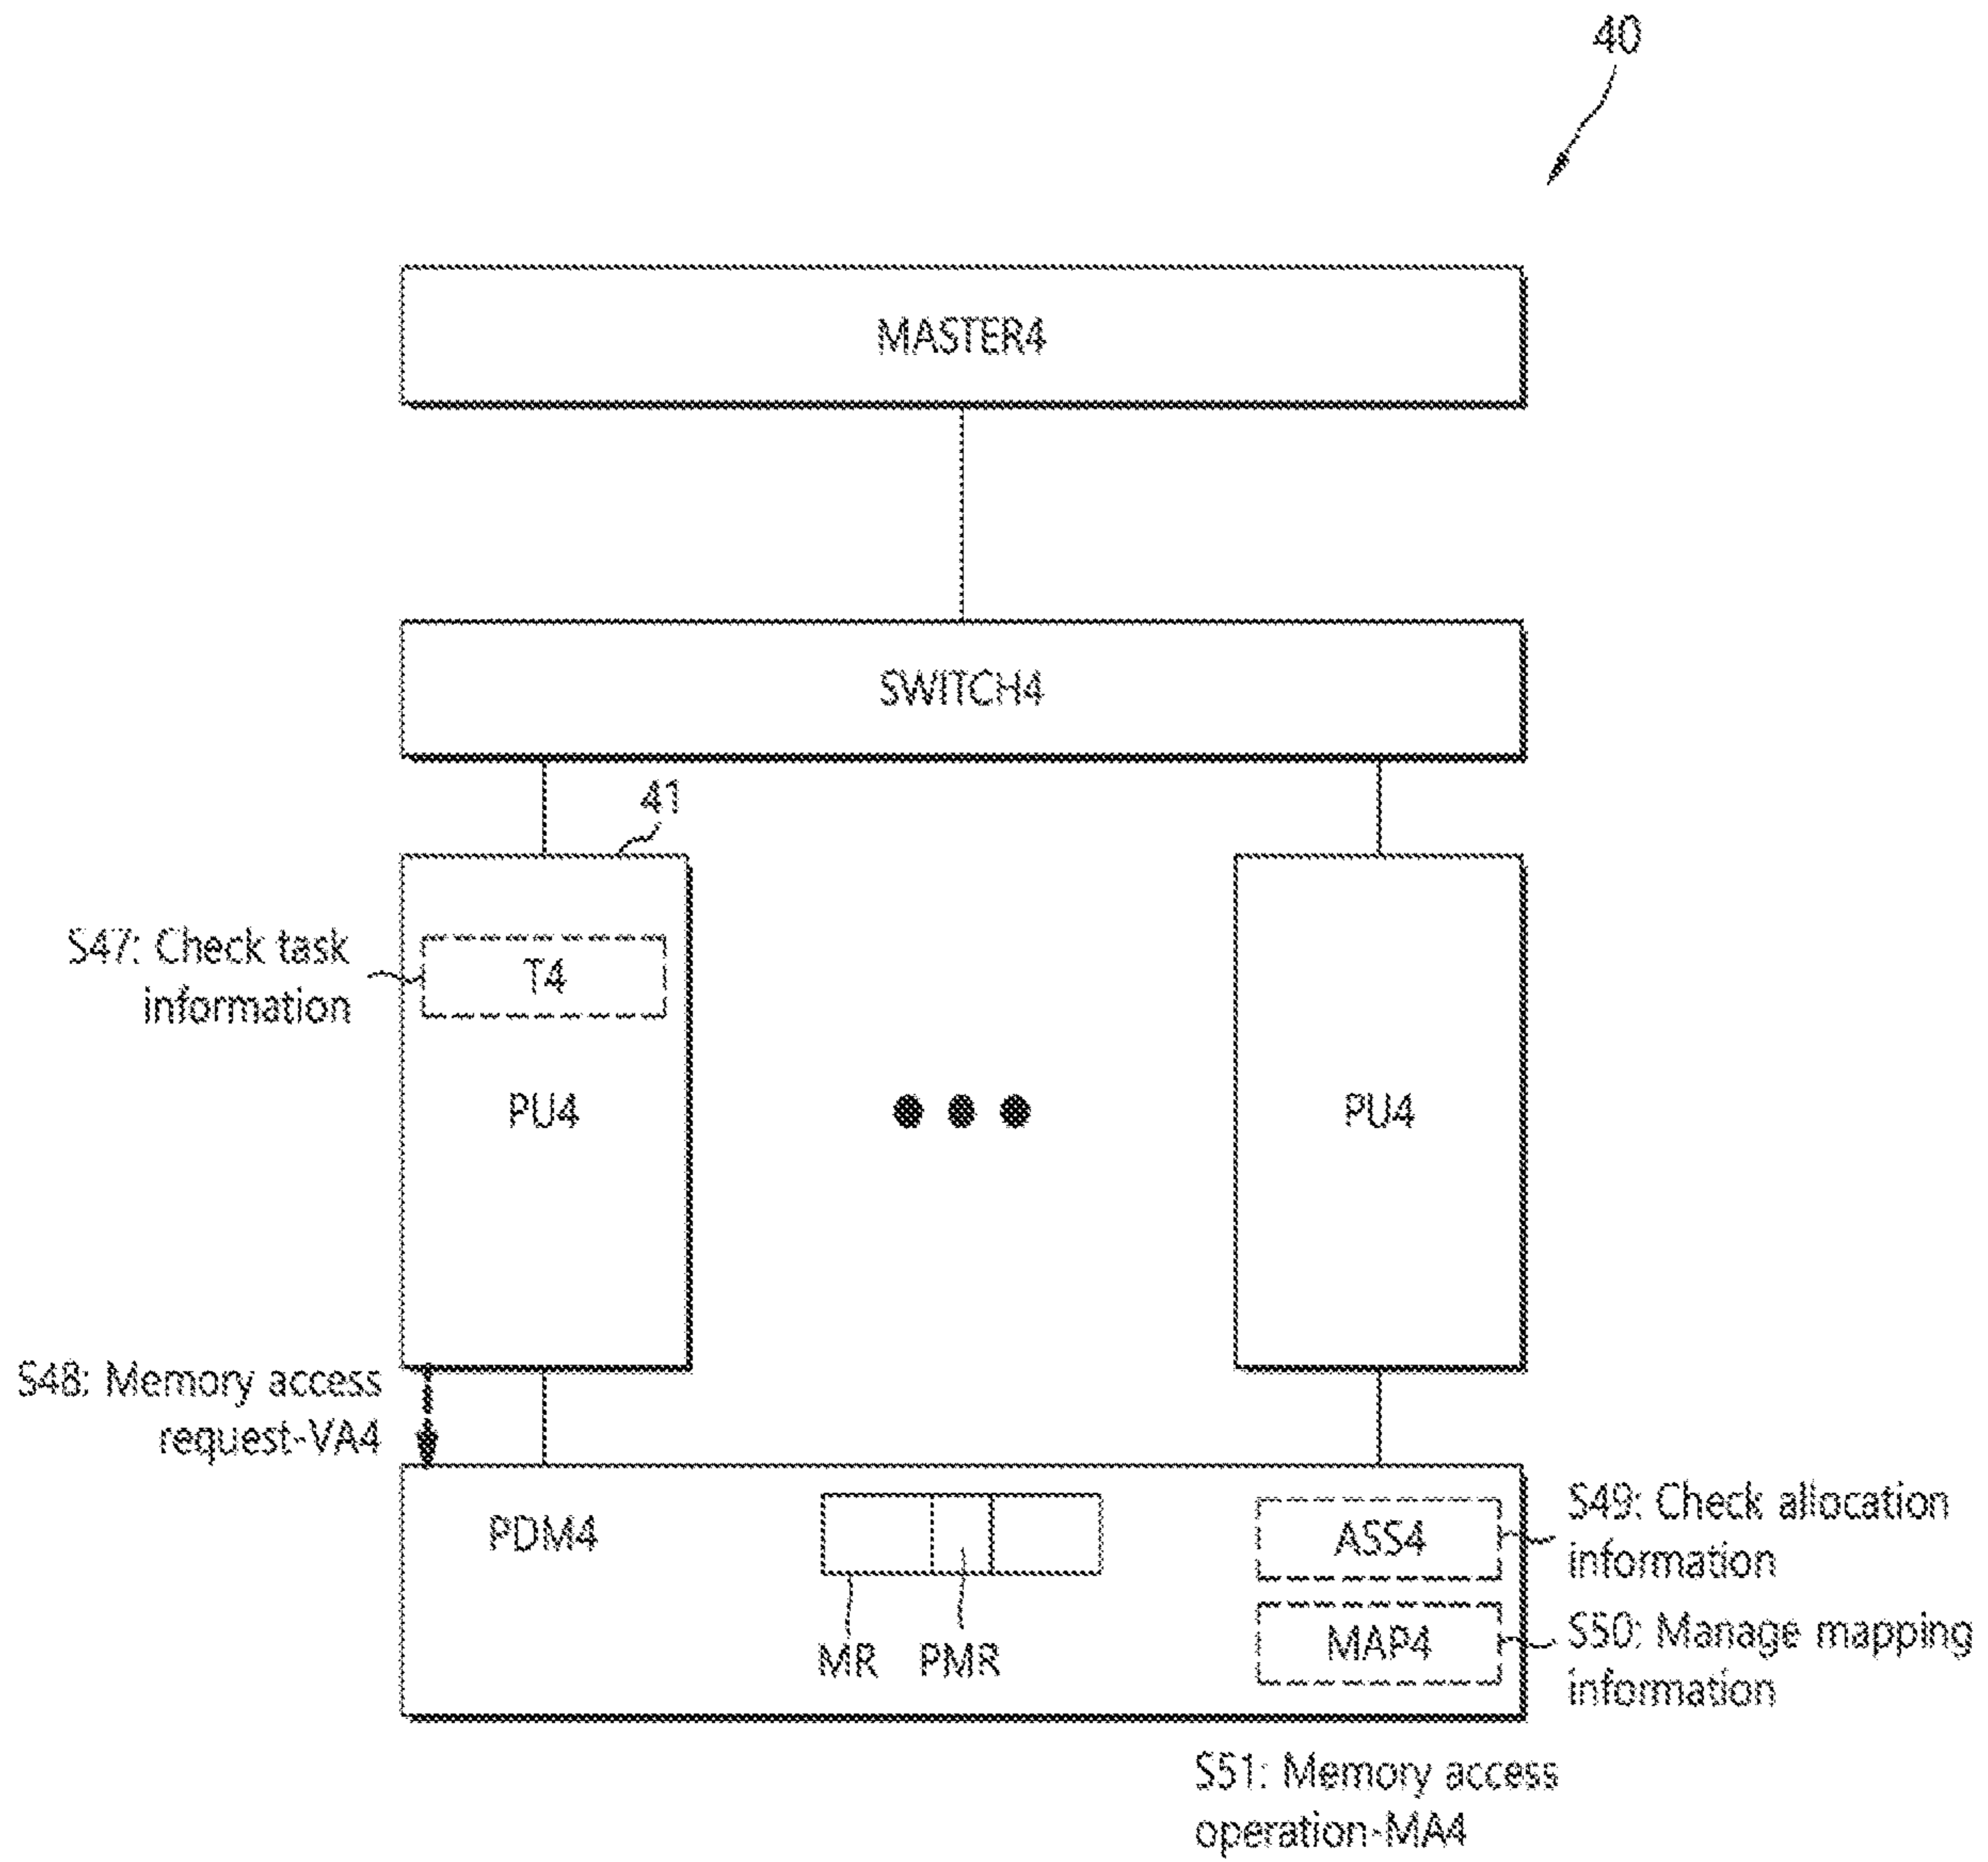 40
MASTER4
SWITCH4
41
S47: Check task
information
T4
PU4
PU4
S48: Memory access
request-VA4
PDM4
MR
PMR
ASS4
MAP4
S49: Check allocation
information
S50: Manage mapping
information
S51: Memory access
operation-MA4